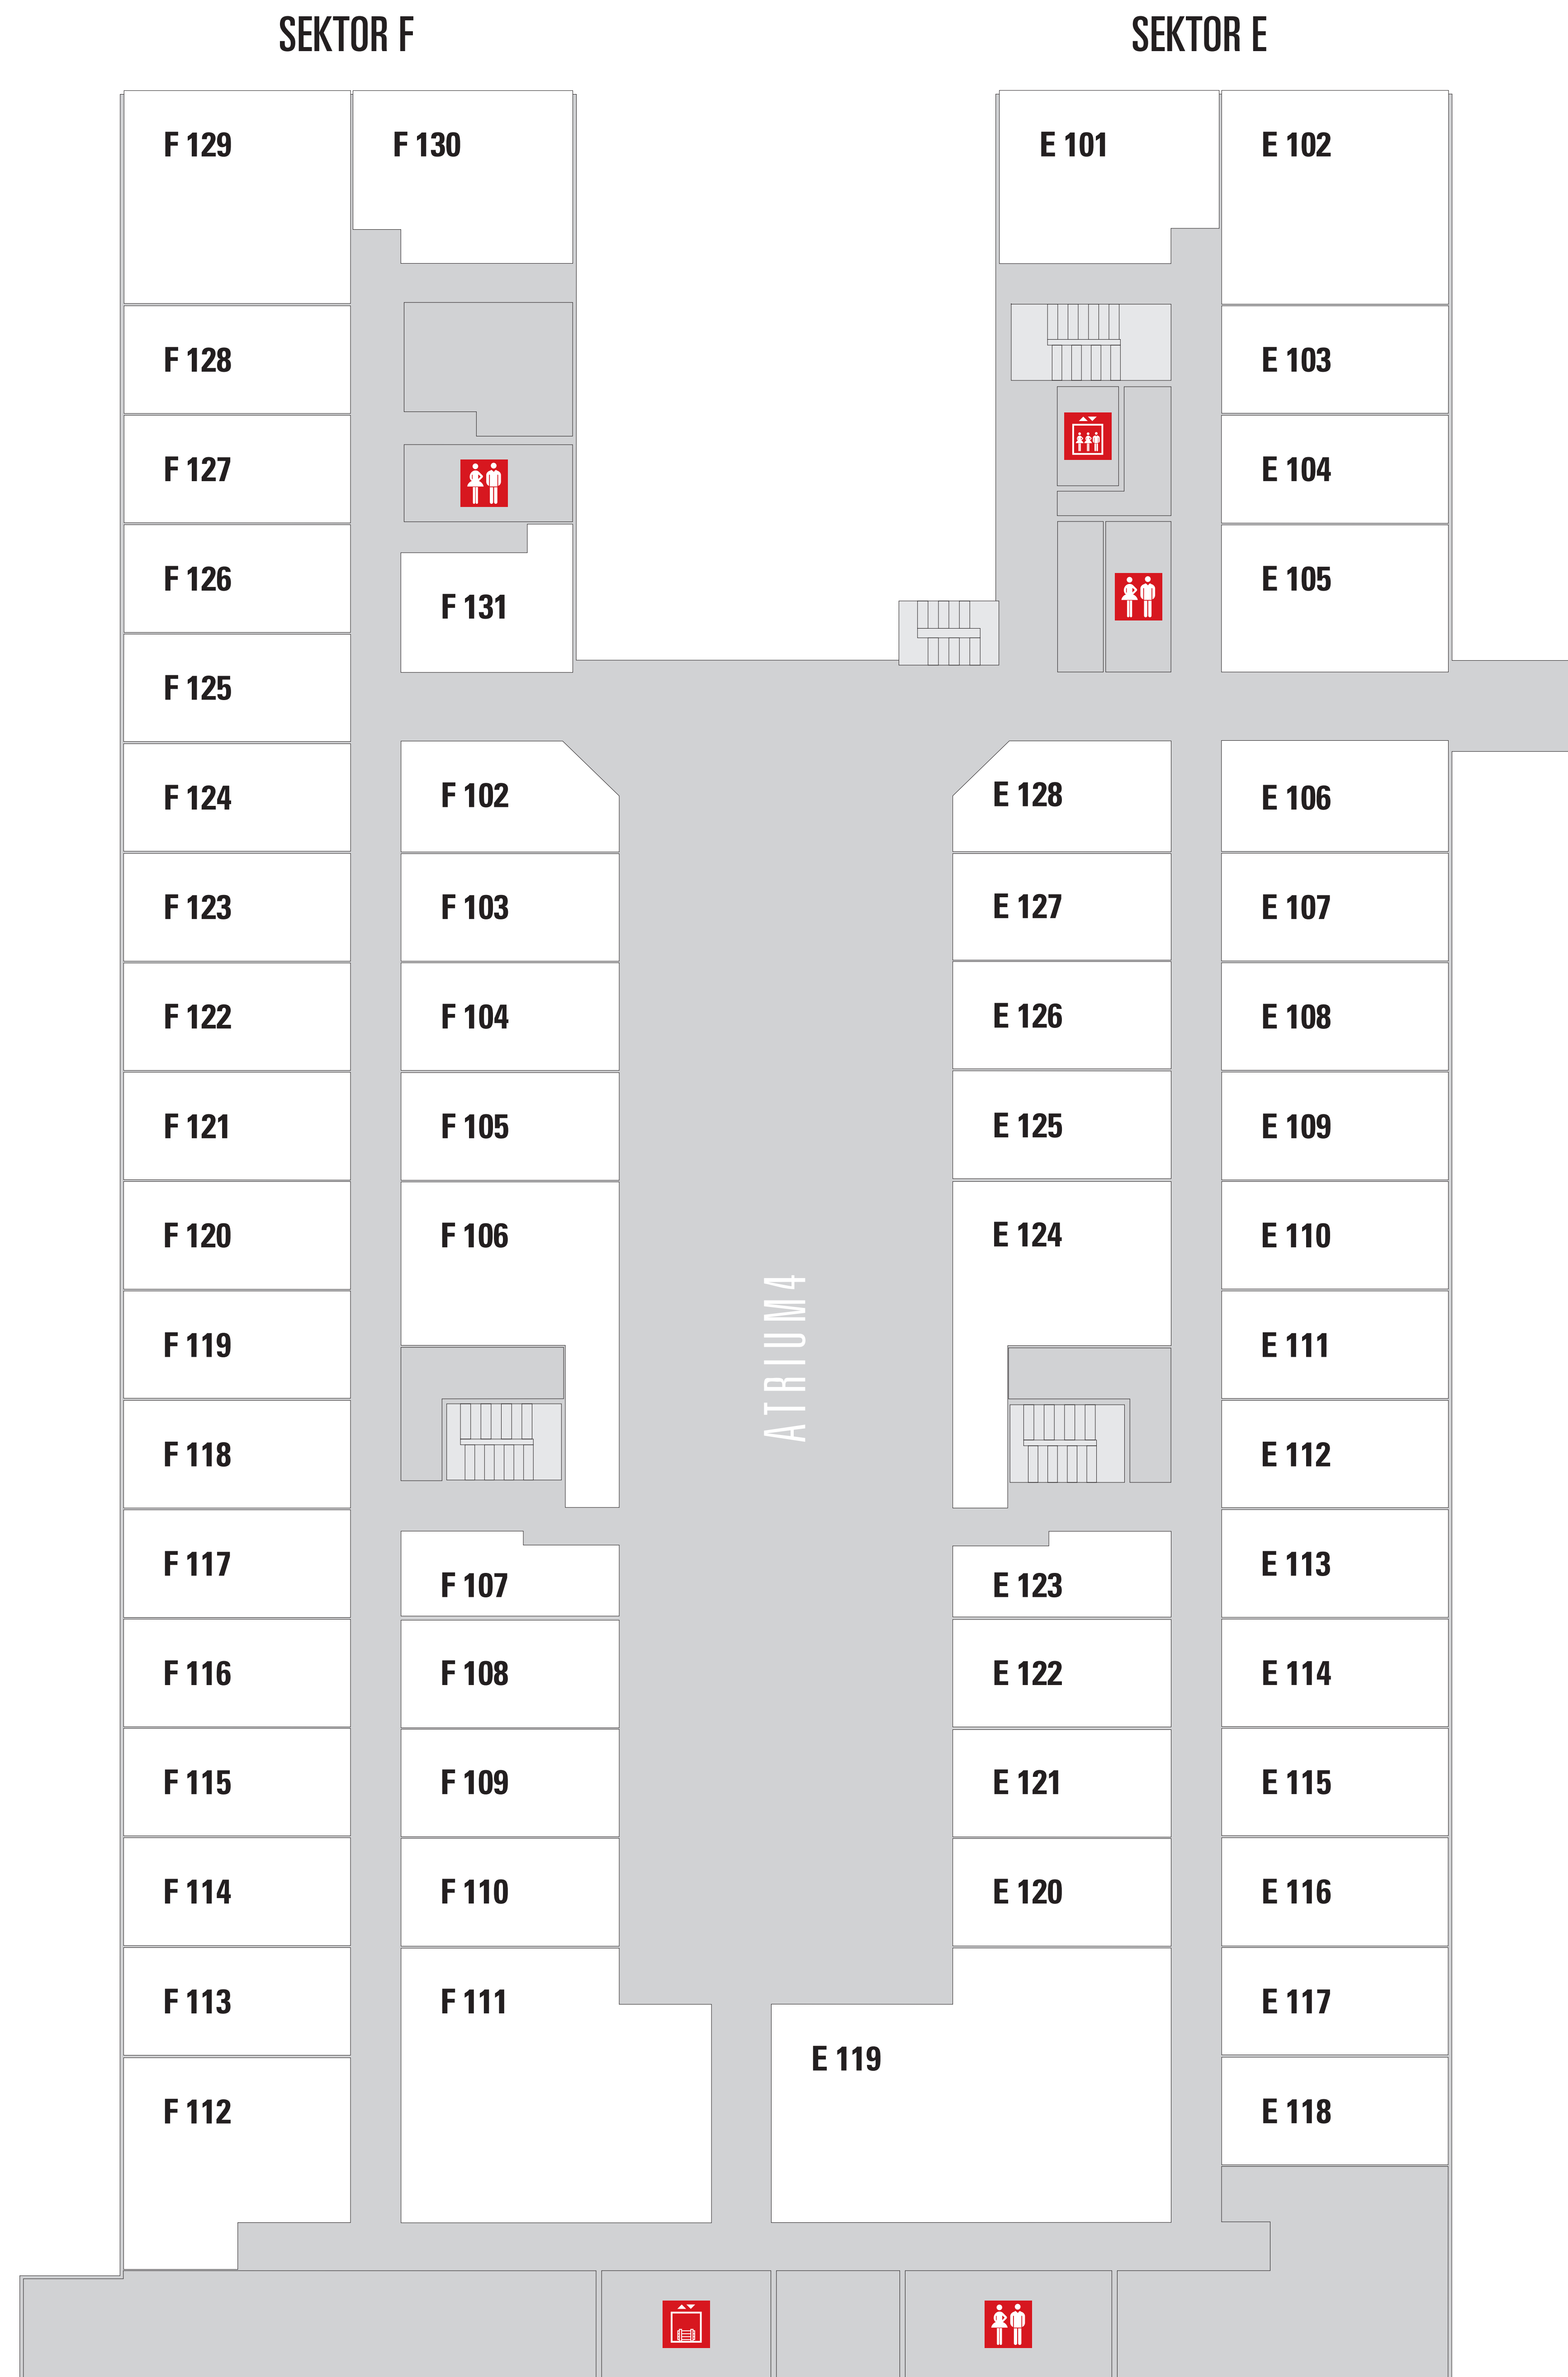 SEKTOR F
SEKTOR E
F 129
F 130
E 101
E 102
F 128
E 103
F 127
E 104
F 126
F 131
E 105
F 125
F 124
F 102
E 128
E 106
F 123
F 103
E 127
E 107
F 122
F 104
E 126
E 108
F 121
F 105
E 125
E 109
F 120
F 106
E 124
E 110
F 119
E 111
ATRIUM4
F 118
E 112
F 117
F 107
E 123
E 113
F 116
F 108
E 122
E 114
F 115
F 109
E 121
E 115
F 114
F 110
E 120
E 116
F 113
F 111
E 117
E 119
F 112
E 118